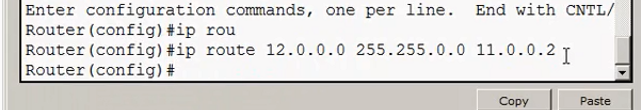 Enter configuration commands, one per line.  End with CNTL/
Router(config)#ip rou
Router(config)#ip route 12.0.0.0 255.255.0.0 11.0.0.2
Router(config)#
Copy Paste